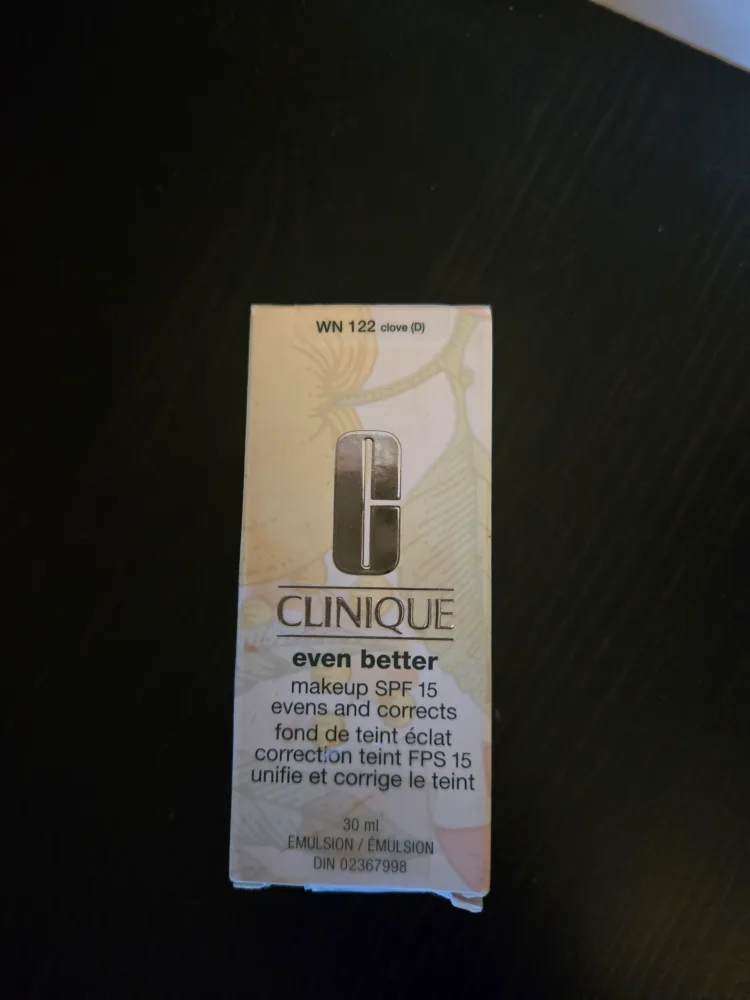 WN 122 clove (D)
CLINIQUE
even better
makeup SPF 15
evens and corrects
fond de teint éclat
correction teint FPS 15
unifie et corrige le teint
30 ml
EMULSION / ÉMULSION
DIN 02367998